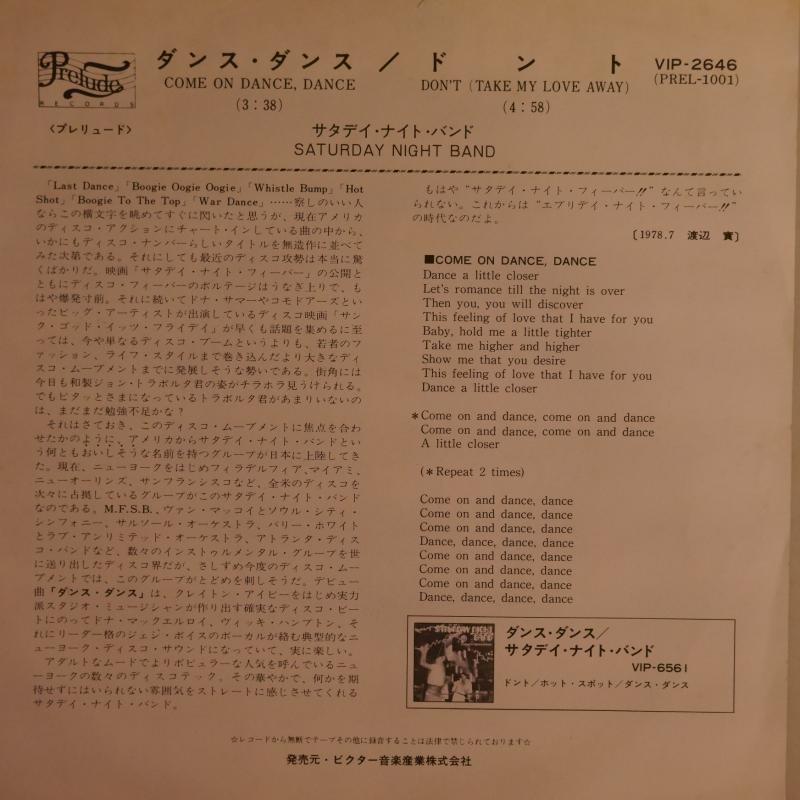 Prelude
RECORDS
〈プレリュード〉
ダンス・ダンス／ドント
COME ON DANCE, DANCE
DON'T (TAKE MY LOVE AWAY)
(3:38)
(4:58)
VIP-2646
(PREL-1001)
サタデイ・ナイト・バンド
SATURDAY NIGHT BAND
「Last Dance」「Boogie Oogie Oogie」「Whistle Bump」「Hot
Shot」「Boogie To The Top」「War Dance」……察しのいい人
ならこの横文字を眺めてすぐに閃いたと思うが、現在アメリカ
のディスコ・アクションにチャート・インしている曲の中から、
いかにもディスコ・ナンバーらしいタイトルを無造作に並べて
みた次第である。それにしても最近のディスコ攻勢は本当に驚
くばかりだ。映画「サタデイ・ナイト・フィーバー」の公開と
ともにディスコ・フィーバーのボルテージはうなぎ上りで、も
はや爆発寸前。それに続いてドナ・サマーやコモドアーズとい
ったビッグ・アーティストが出演しているディスコ映画「サン
ク・ゴッド・イッツ・フライデイ」が早くも話題を集めるに至
っては、今や単なるディスコ・ブームというよりも、若者のフ
ァッション、ライフ・スタイルまで巻き込んだより大きなディ
スコ・ムーブメントまでに発展しそうな勢いである。街角には
今日も和製ジョン・トラボルタ君の姿がチラホラ見うけられる。
でもピタッとさまになっているトラボルタ君があまりいないの
は、まだまだ勉強不足かな？
それはさておき、このディスコ・ムーブメントに焦点を合わ
せたかのように、アメリカからサタデイ・ナイト・バンドとい
う何ともおいしそうな名前を持つグループが日本に上陸してき
た。現在、ニューヨークをはじめフィラデルフィア、マイアミ、
ニューオーリンズ、サンフランシスコなど、全米のディスコを
次々に占拠しているグループがこのサタデイ・ナイト・バンド
なのである。M.F.S.B.、ヴァン・マッコイとソウル・シティ・
シンフォニー、サルソール・オーケストラ、バリー・ホワイト
とラブ・アンリミテッド・オーケストラ、アトランタ・ディス
コ・バンドなど、数々のインストゥルメンタル・グループを世
に送り出したディスコ界だが、さしずめ今度のディスコ・ムー
ブメントでは、このグループがとどめを刺しそうだ。デビュー
曲「ダンス・ダンス」は、クレイトン・アイビーをはじめ実力
派スタジオ・ミュージシャンが作り出す確実なディスコ・ビー
トにのってドナ・マックエルロイ、ヴィッキ・ハンプトン、そ
れにリーダー格のジェシ・ボイスのボーカルが絡む典型的なニ
ューヨーク・ディスコ・サウンドになっていて、実に楽しい。
アダルトなムードでよりポピュラーな人気を呼んでいるニュ
ーヨークの数々のディスコテック。その華やかで、何かを期
待せずにはいられない雰囲気をストレートに感じさせてくれる
サタデイ・ナイト・バンド。
もはや“サタデイ・ナイト・フィーバー!!”なんて言ってい
られない。これからは“エブリデイ・ナイト・フィーバー!!”
の時代なのだよ。
〔1978.7 渡辺 實〕
■COME ON DANCE, DANCE
Dance a little closer
Let's romance till the night is over
Then you, you will discover
This feeling of love that I have for you
Baby, hold me a little tighter
Take me higher and higher
Show me that you desire
This feeling of love that I have for you
Dance a little closer
*Come on and dance, come on and dance
Come on and dance, come on and dance
A little closer
(*Repeat 2 times)
Come on and dance, dance
Come on and dance, dance
Come on and dance, dance
Dance, dance, dance, dance
Come on and dance, dance
Come on and dance, dance
Come on and dance, dance
Dance, dance, dance, dance
ダンス・ダンス／
サタデイ・ナイト・バンド
VIP-6561
ドント／ホット・スポット／ダンス・ダンス
☆レコードから無断でテープその他に録音することは法律で禁じられております☆
発売元・ビクター音楽産業株式会社